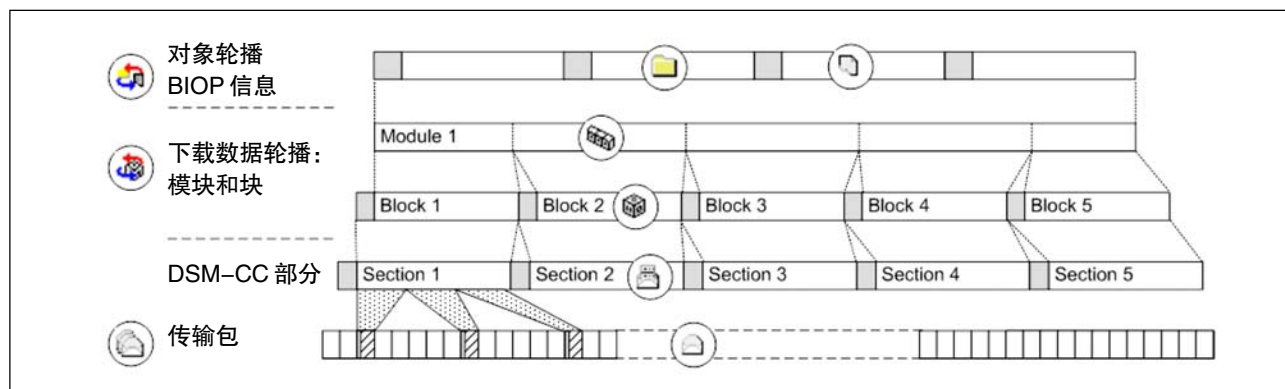 对象轮播
BIOP 信息
Module 1
下载数据轮播：
模块和块
Block 1 Block 2 Block 3 Block 4 Block 5
DSM–CC 部分
Section 1 Section 2 Section 3 Section 4 Section 5
传输包